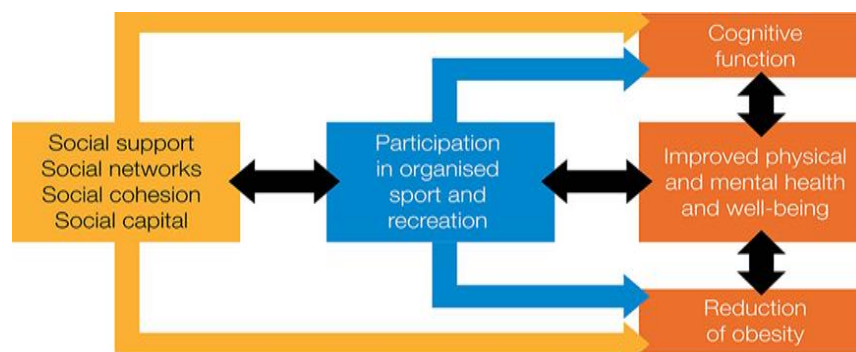 Cognitive
function
Social support
Social networks
Social cohesion
Social capital
Participation
in organised
sport and
recreation
Improved physical
and mental health
and well-being
Reduction
of obesity